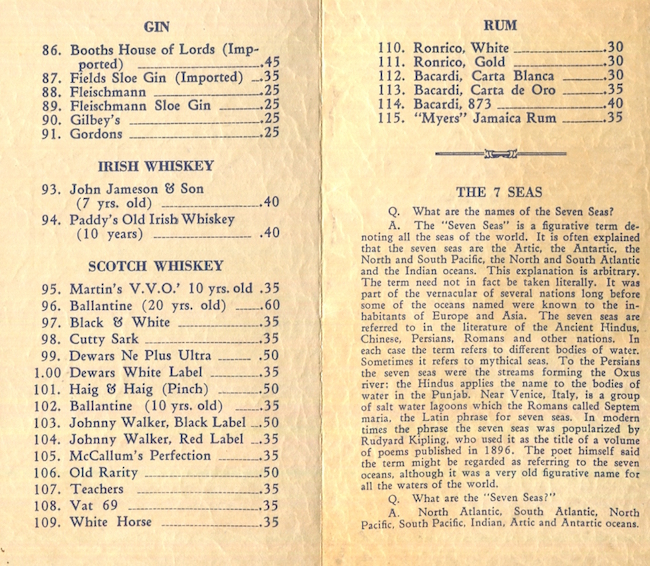 GIN
86. Booths House of Lords (Imp-
ported) .45
87. Fields Sloe Gin (Imported) .35
88. Fleischmann .25
89. Fleischmann Sloe Gin .25
90. Gilbey's .25
91. Gordons .25
IRISH WHISKEY
93. John Jameson & Son
(7 yrs. old) .40
94. Paddy's Old Irish Whiskey
(10 years) .40
SCOTCH WHISKEY
95. Martin's V.V.O.' 10 yrs. old .35
96. Ballantine (20 yrs. old) .60
97. Black & White .35
98. Cutty Sark .35
99. Dewars Ne Plus Ultra .50
1.00 Dewars White Label .35
101. Haig & Haig (Pinch) .50
102. Ballantine (10 yrs. old) .35
103. Johnny Walker, Black Label .50
104. Johnny Walker, Red Label .35
105. McCallum's Perfection .35
106. Old Rarity .50
107. Teachers .35
108. Vat 69 .35
109. White Horse .35
RUM
110. Ronrico, White .30
111. Ronrico, Gold .30
112. Bacardi, Carta Blanca .30
113. Bacardi, Carta de Oro .35
114. Bacardi, 873 .40
115. "Myers" Jamaica Rum .35
THE 7 SEAS
Q. What are the names of the Seven Seas?
A. The "Seven Seas" is a figurative term de-
noting all the seas of the world. It is often explained
that the seven seas are the Artic, the Antartic, the
North and South Pacific, the North and South Atlantic
and the Indian oceans. This explanation is arbitrary.
The term need not in fact be taken literally. It was
part of the vernacular of several nations long before
some of the oceans named were known to the in-
habitants of Europe and Asia. The seven seas are
referred to in the literature of the Ancient Hindus,
Chinese, Persians, Romans and other nations. In
each case the term refers to different bodies of water.
Sometimes it refers to mythical seas. To the Persians
the seven seas were the streams forming the Oxus
river: the Hindus applies the name to the bodies of
water in the Punjab. Near Venice, Italy, is a group
of salt water lagoons which the Romans called Septem
maria, the Latin phrase for seven seas. In modern
times the phrase the seven seas was popularized by
Rudyard Kipling, who used it as the title of a volume
of poems published in 1896. The poet himself said
the term might be regarded as referring to the seven
oceans, although it was a very old figurative name for
all the waters of the world.
Q. What are the "Seven Seas?"
A. North Atlantic, South Atlantic, North
Pacific, South Pacific, Indian, Artic and Antartic oceans.